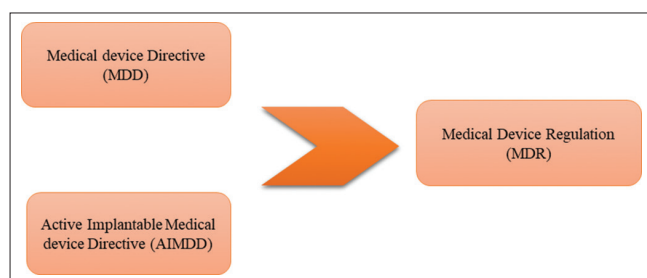 Medical device Directive
(MDD)
Medical Device Regulation
(MDR)
Active Implantable Medical
device Directive (AIMDD)